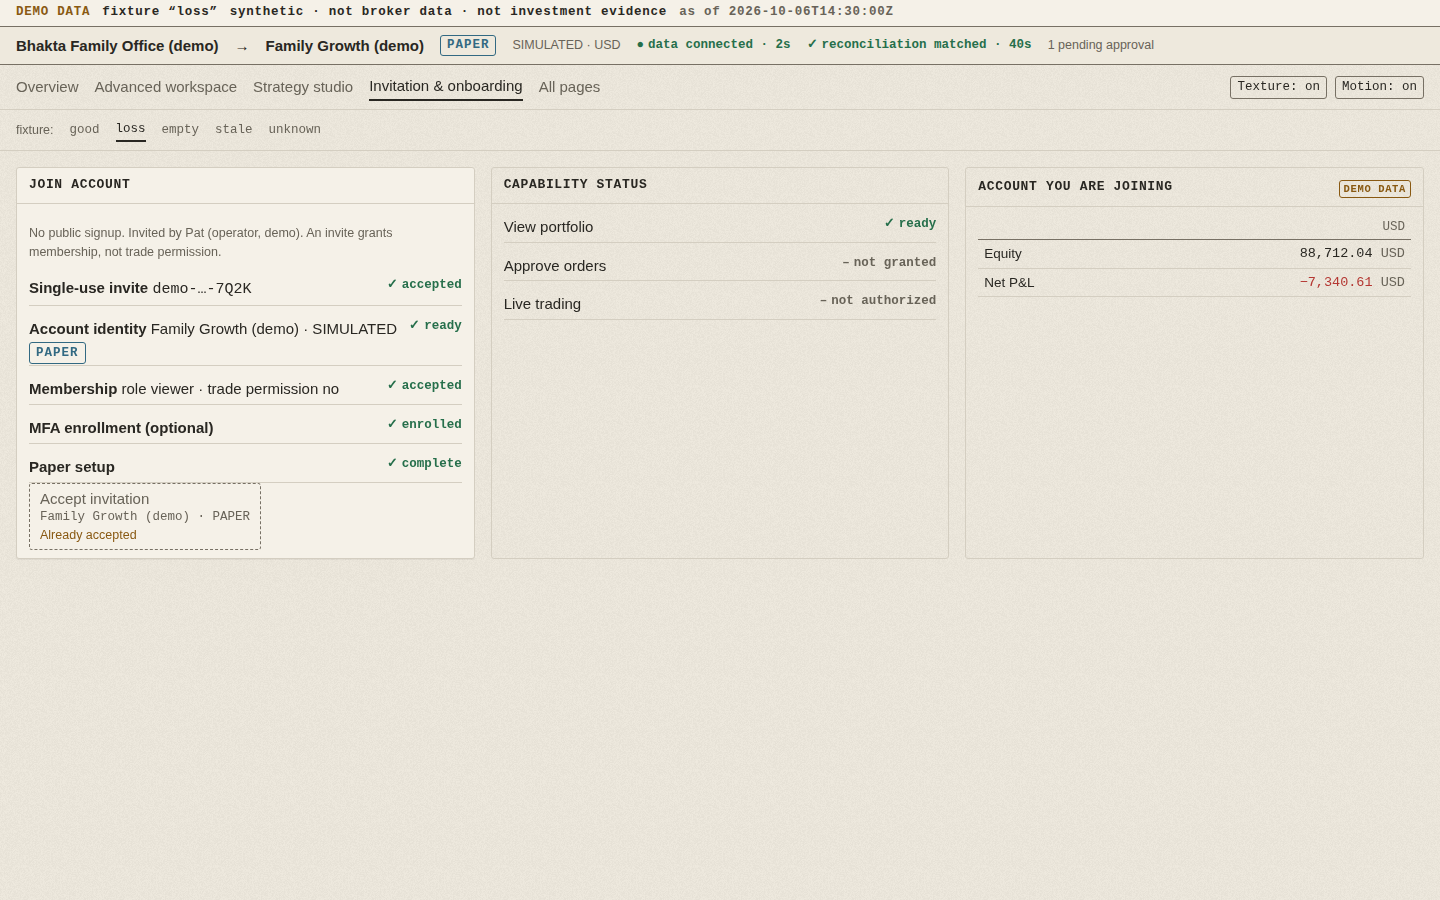 DEMO DATA fixture “loss” synthetic · not broker data · not investment evidence as of 2026-10-06T14:30:00Z
Bhakta Family Office (demo) → Family Growth (demo) PAPER SIMULATED · USD ● data connected · 2s ✓ reconciliation matched · 40s 1 pending approval
Overview Advanced workspace Strategy studio Invitation & onboarding All pages Texture: on Motion: on
fixture: good loss empty stale unknown
JOIN ACCOUNT
No public signup. Invited by Pat (operator, demo). An invite grants
membership, not trade permission.
Single-use invite demo-…-7Q2K ✓ accepted
Account identity Family Growth (demo) · SIMULATED ✓ ready
PAPER
Membership role viewer · trade permission no ✓ accepted
MFA enrollment (optional) ✓ enrolled
Paper setup ✓ complete
Accept invitation
Family Growth (demo) · PAPER
Already accepted
CAPABILITY STATUS
View portfolio ✓ ready
Approve orders – not granted
Live trading – not authorized
ACCOUNT YOU ARE JOINING DEMO DATA
USD
Equity 88,712.04 USD
Net P&L −7,340.61 USD